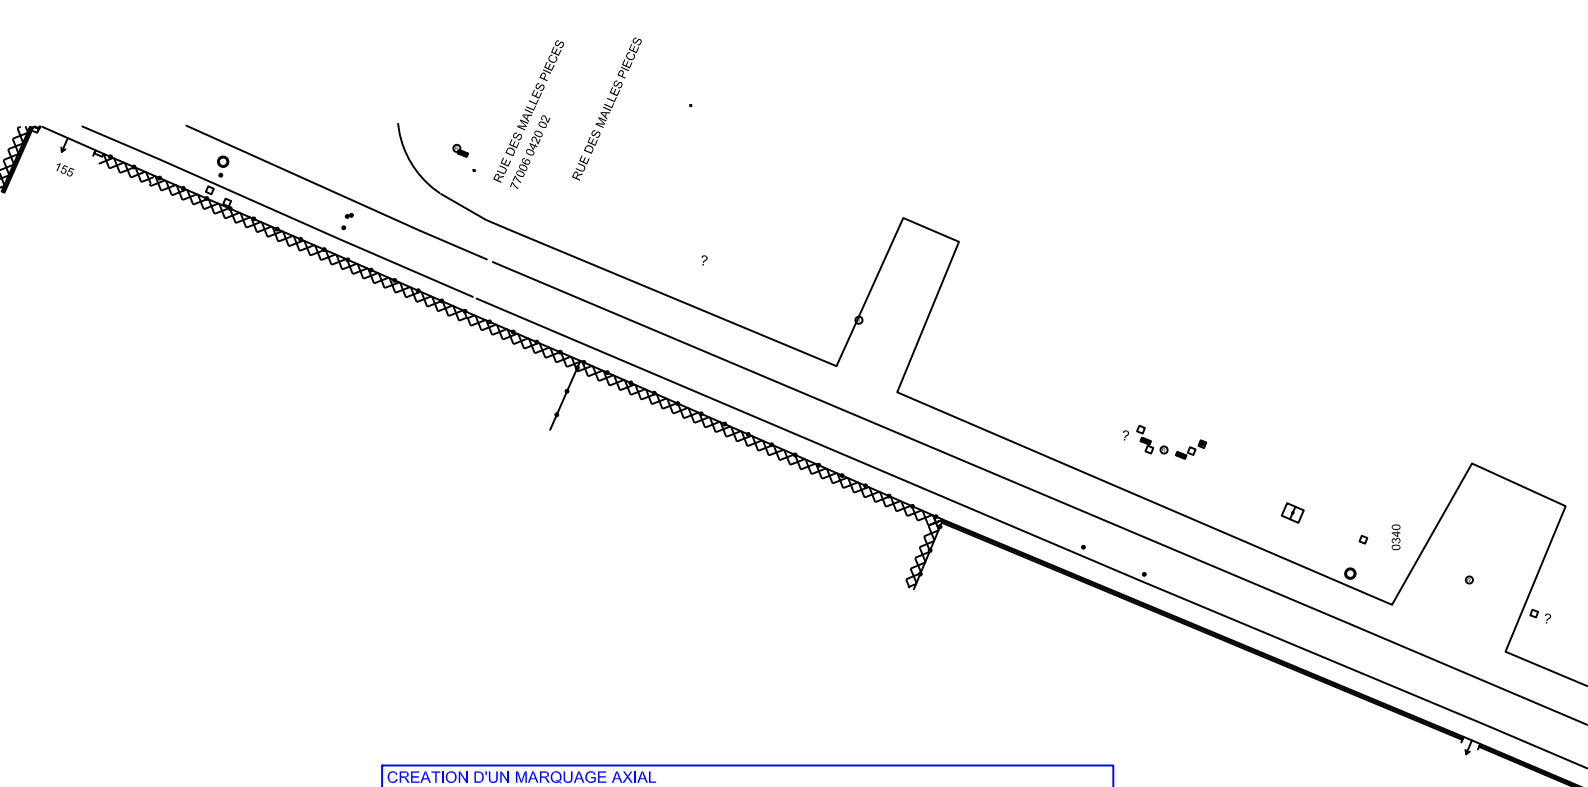 RUE DES MAILLES PIECES
77006 0420 02
RUE DES MAILLES PIECES
155
?
?
0340
?
CREATION D'UN MARQUAGE AXIAL